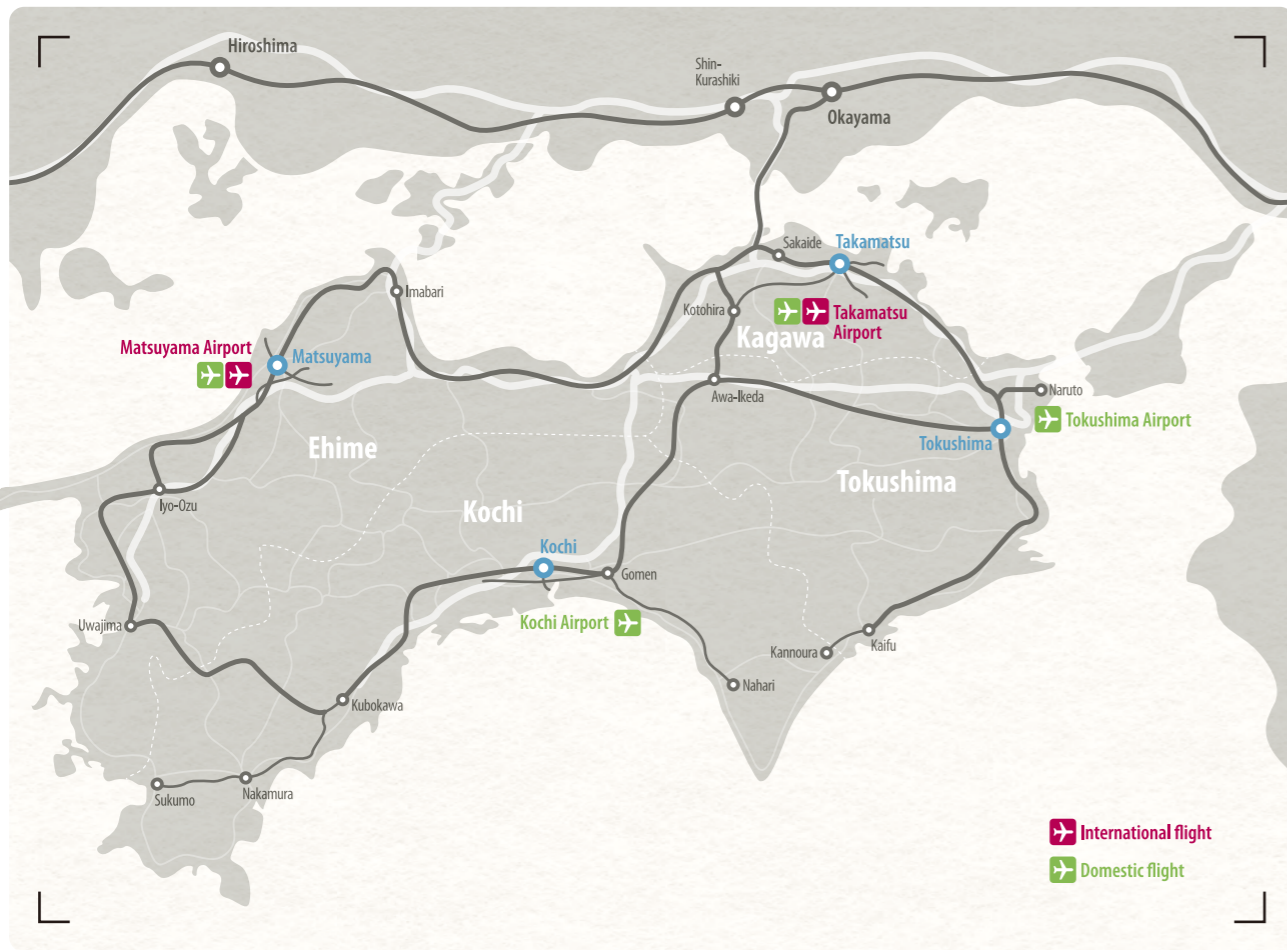 Hiroshima
Shin-
Kurashiki
Okayama
Sakaide
Takamatsu
Imabari
Kotohira
Takamatsu
Airport
Kagawa
Matsuyama Airport
Matsuyama
Awa-Ikeda
Naruto
Tokushima Airport
Tokushima
Ehime
Tokushima
Iyo-Ozu
Kochi
Kochi
Gomen
Kochi Airport
Uwajima
Kaifu
Kannoura
Nahari
Kubokawa
Sukumo
Nakamura
International flight
Domestic flight